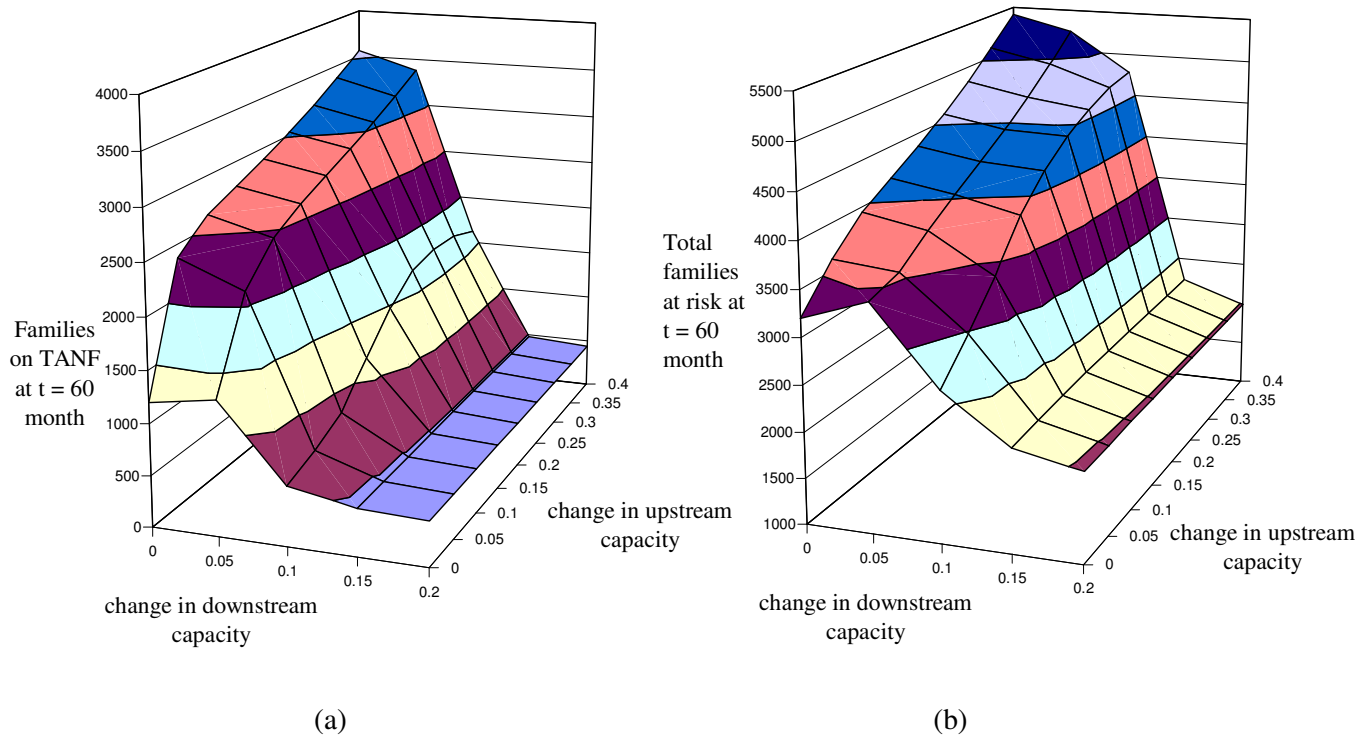 4000
3500
3000
2500
2000
1500
1000
500
0
Families
on TANF
at t = 60
month
0
0.05
0.1
0.15
0.2
change in downstream
capacity
0
0.05
0.1
0.15
0.2
0.25
0.3
0.35
0.4
change in upstream
capacity
(a)
5500
5000
4500
4000
3500
3000
2500
2000
1500
1000
Total
families
at risk at
t = 60
month
0
0.05
0.1
0.15
0.2
change in downstream
capacity
0
0.05
0.1
0.15
0.2
0.25
0.3
0.35
0.4
change in upstream
capacity
(b)